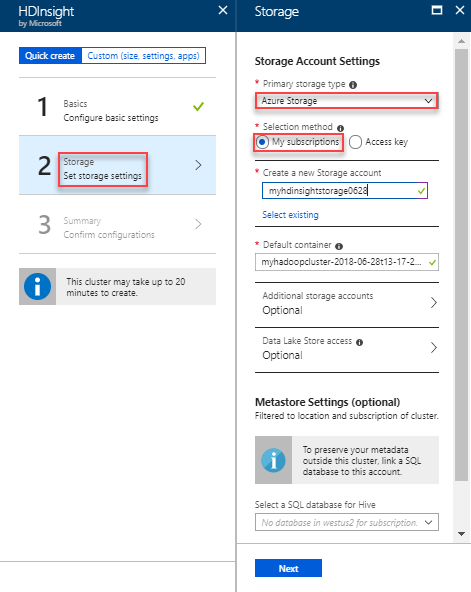 HDInsight
by Microsoft
Quick create
Custom (size, settings, apps)
1
Basics
Configure basic settings
2
Storage
Set storage settings
3
Summary
Confirm configurations
This cluster may take up to 20
minutes to create.
Storage
Storage Account Settings
* Primary storage type
Azure Storage
* Selection method
My subscriptions
Access key
* Create a new Storage account
myhdinsightstorage0628
Select existing
* Default container
myhadoopcluster-2018-06-28t13-17-2...
Additional storage accounts
Optional
Data Lake Store access
Optional
Metastore Settings (optional)
Filtered to location and subscription of cluster.
To preserve your metadata
outside this cluster, link a SQL
database to this account.
Select a SQL database for Hive
No database in westus2 for subscription.
Next